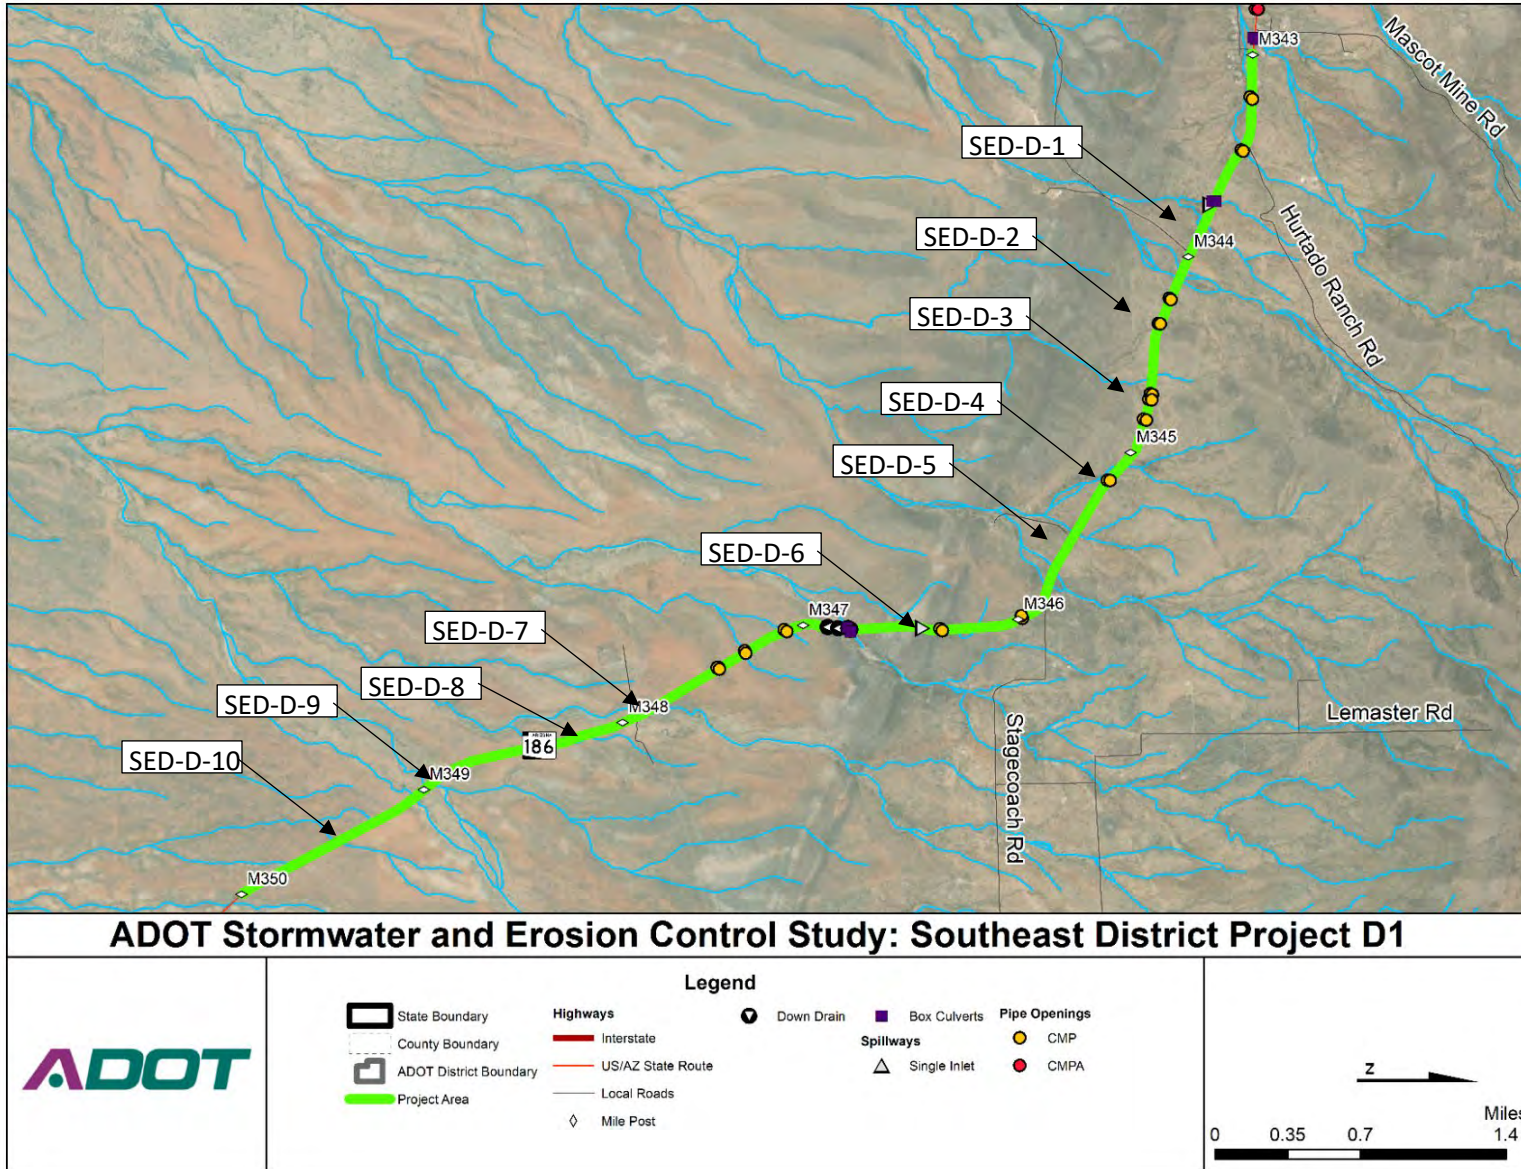 M343
Mascot Mine Rd
SED-D-1
Hurtado Ranch Rd
SED-D-2
M344
SED-D-3
SED-D-4
M345
SED-D-5
SED-D-6
M346
M347
SED-D-7
M348
SED-D-8
SED-D-9
186
Stagecoach Rd
Lemaster Rd
SED-D-10
M349
M350
ADOT Stormwater and Erosion Control Study: Southeast District Project D1
ADOT
Legend
State Boundary
County Boundary
ADOT District Boundary
Project Area
Highways
Interstate
US/AZ State Route
Local Roads
Mile Post
Down Drain
Box Culverts
Spillways
Single Inlet
Pipe Openings
CMP
CMPA
Z
Miles
0 0.35 0.7 1.4